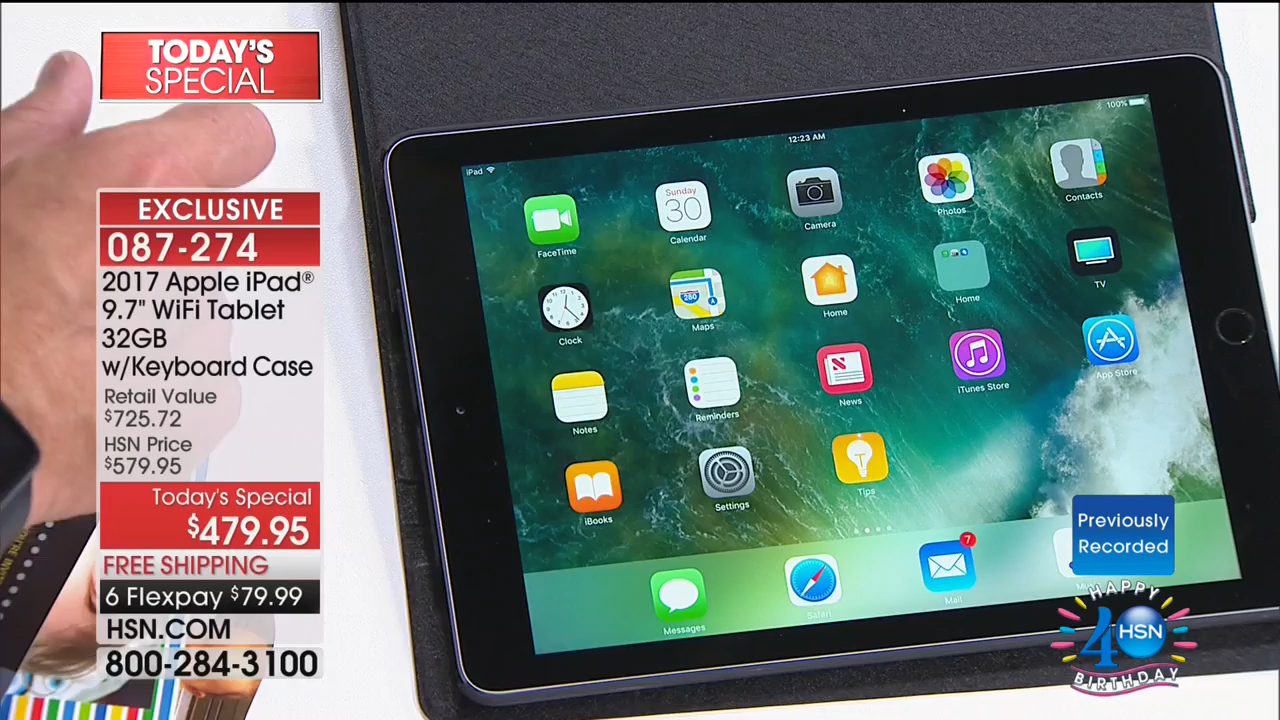 TODAY'S
SPECIAL
EXCLUSIVE
087-274
2017 Apple iPad®
9.7" WiFi Tablet
32GB
w/Keyboard Case
Retail Value
$725.72
HSN Price
$579.95
Today's Special
$479.95
FREE SHIPPING
6 Flexpay $79.99
HSN.COM
800-284-3100
iPad
12:23 AM
100%
FaceTime
Sunday
30
Calendar
Camera
Photos
Contacts
Clock
280
Maps
Home
Home
TV
Notes
Reminders
News
iTunes Store
App Store
iBooks
Settings
Tips
Messages
Safari
7
Mail
Previously
Recorded
HAPPY
40
HSN
BIRTHDAY